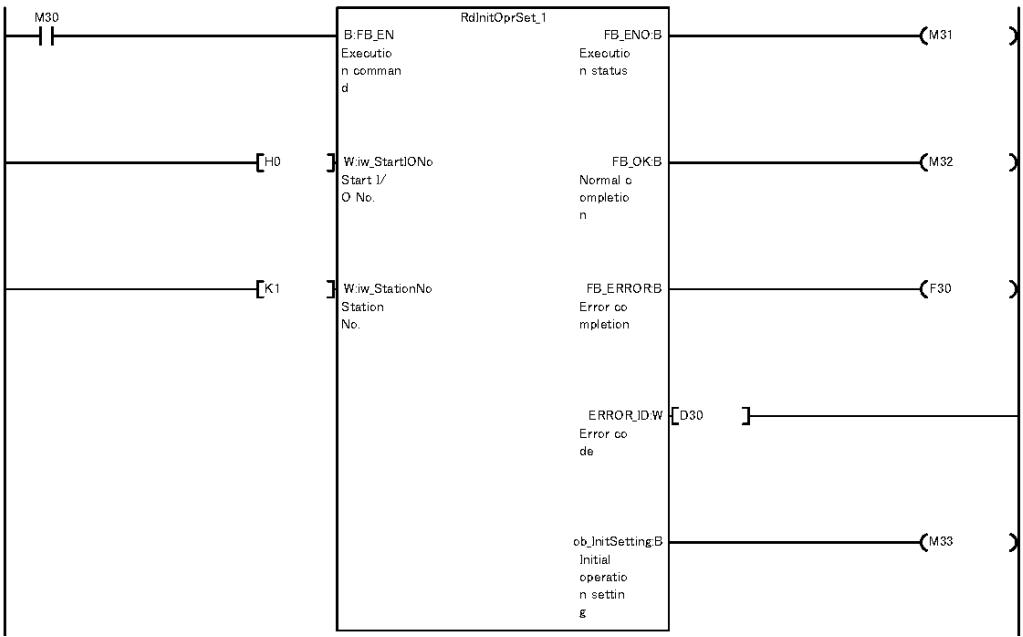 M30
RdInitOprSet_1
B:FB_EN
FB_ENO:B
M31
Executio
n comman
d
Executio
n status
H0
W:iw_StartIONo
FB_OK:B
M32
Start I/
O No.
Normal c
ompletio
n
K1
W:iw_StationNo
FB_ERROR:B
F30
Station
No.
Error co
mpletion
ERROR_ID:W
D30
Error co
de
ob_InitSetting:B
M33
Initial
operatio
n settin
g